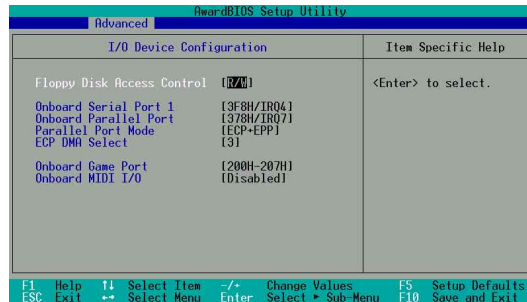 AwardBIOS Setup Utility
Advanced
I/O Device Configuration
Item Specific Help
Floppy Disk Access Control [R/W]
<Enter> to select.
Onboard Serial Port 1 [3F8H/IRQ4]
Onboard Parallel Port [378H/IRQ7]
Parallel Port Mode [ECP+EPP]
ECP DMA Select [3]
Onboard Game Port [200H-207H]
Onboard MIDI I/O [Disabled]
F1 Help ↑↓ Select Item -/+ Change Values F5 Setup Defaults
ESC Exit ←→ Select Menu Enter Select ► Sub-Menu F10 Save and Exit